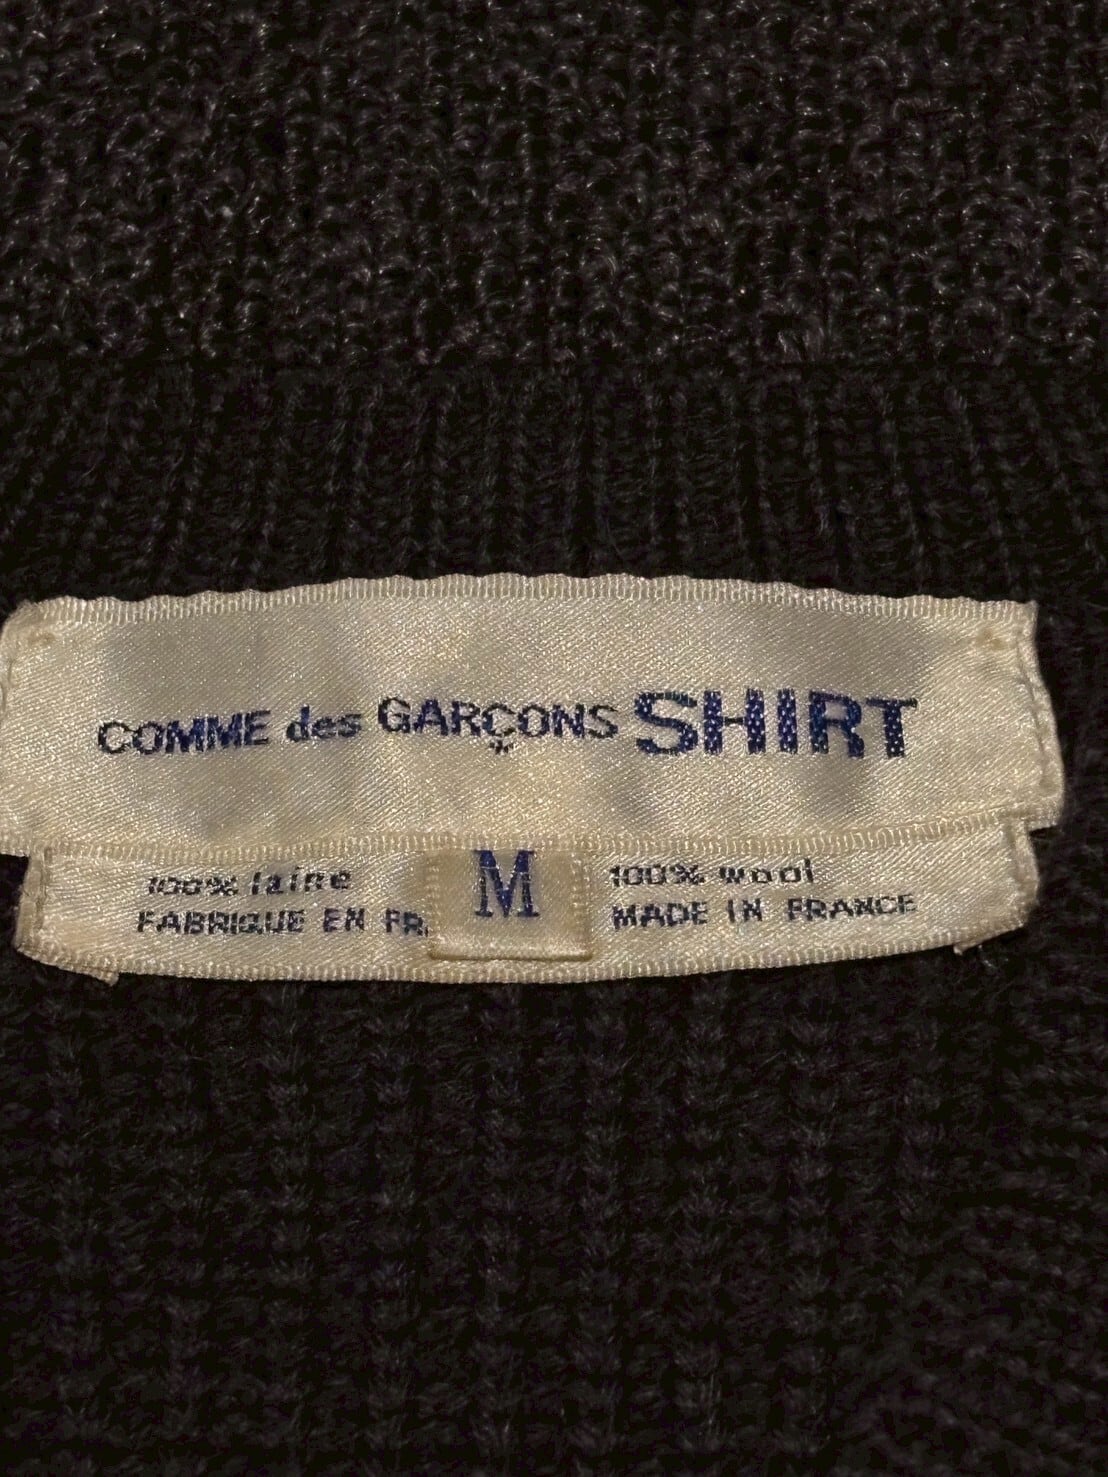 COMME des GARÇONS SHIRT
100% laine
FABRIQUE EN FR
M
100% wool
MADE IN FRANCE